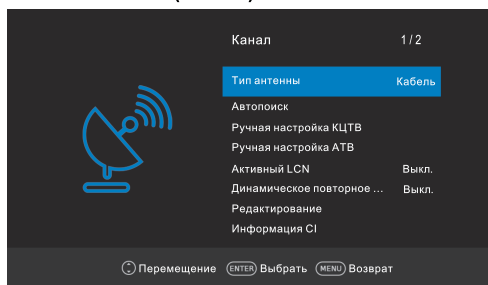 Канал 1/2
Тип антенны Кабель
Автопоиск
Ручная настройка КЦТВ
Ручная настройка АТВ
Активный LCN Выкл.
Динамическое повторное ... Выкл.
Редактирование
Информация CI
Перемещение ENTER Выбрать MENU Возврат